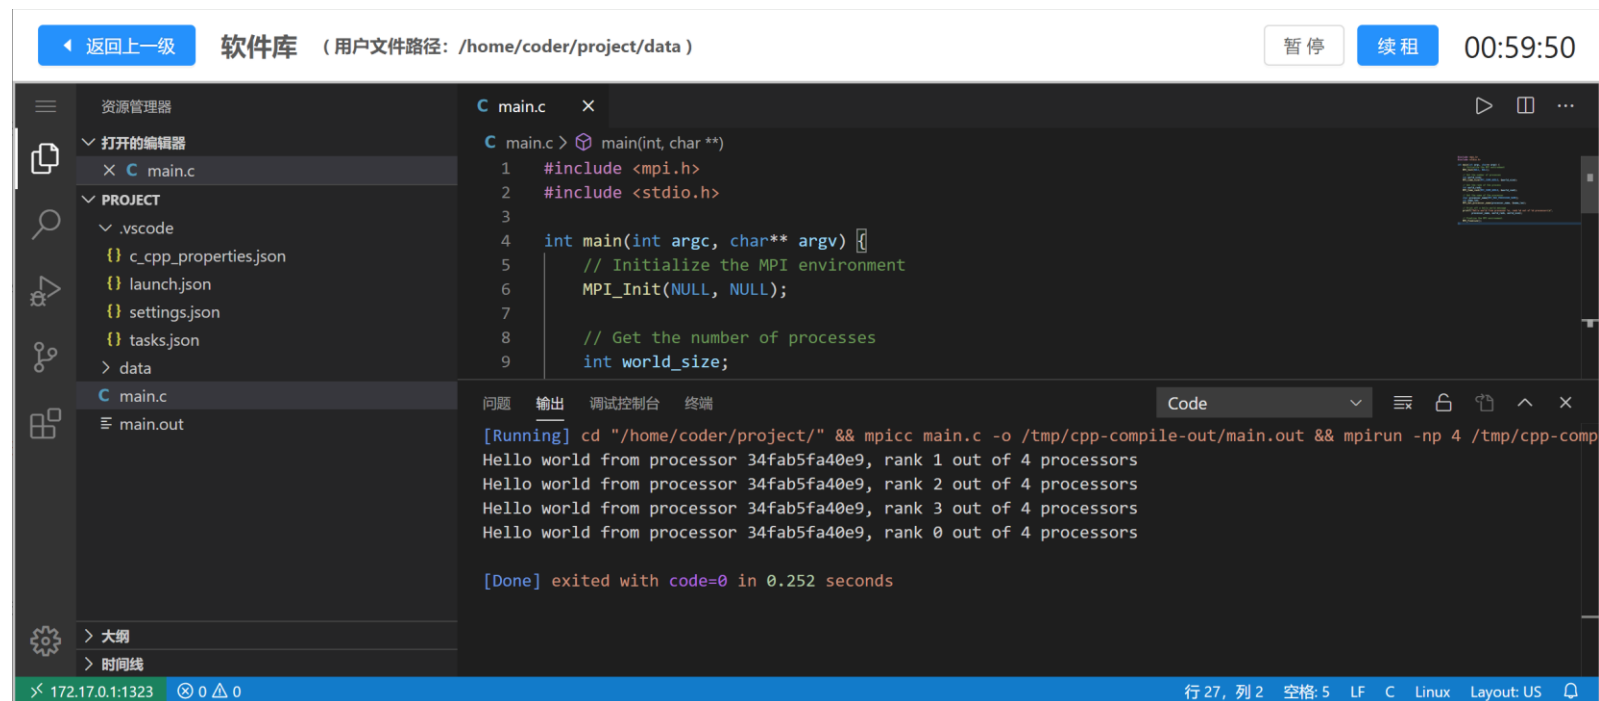 返回上一级 软件库 (用户文件路径: /home/coder/project/data) 暂停 续租 00:59:50
资源管理器
打开的编辑器
main.c
PROJECT
.vscode
{} c_cpp_properties.json
{} launch.json
{} settings.json
{} tasks.json
data
C main.c
main.out
大纲
时间线
C main.c
C main.c > main(int, char **)
1 #include <mpi.h>
2 #include <stdio.h>
3
4 int main(int argc, char** argv) {
5 // Initialize the MPI environment
6 MPI_Init(NULL, NULL);
7
8 // Get the number of processes
9 int world_size;
问题 输出 调试控制台 终端 Code
[Running] cd "/home/coder/project/" && mpicc main.c -o /tmp/cpp-compile-out/main.out && mpirun -np 4 /tmp/cpp-comp
Hello world from processor 34fab5fa40e9, rank 1 out of 4 processors
Hello world from processor 34fab5fa40e9, rank 2 out of 4 processors
Hello world from processor 34fab5fa40e9, rank 3 out of 4 processors
Hello world from processor 34fab5fa40e9, rank 0 out of 4 processors
[Done] exited with code=0 in 0.252 seconds
172.17.0.1:1323 0 0 行 27, 列 2 空格: 5 LF C Linux Layout: US